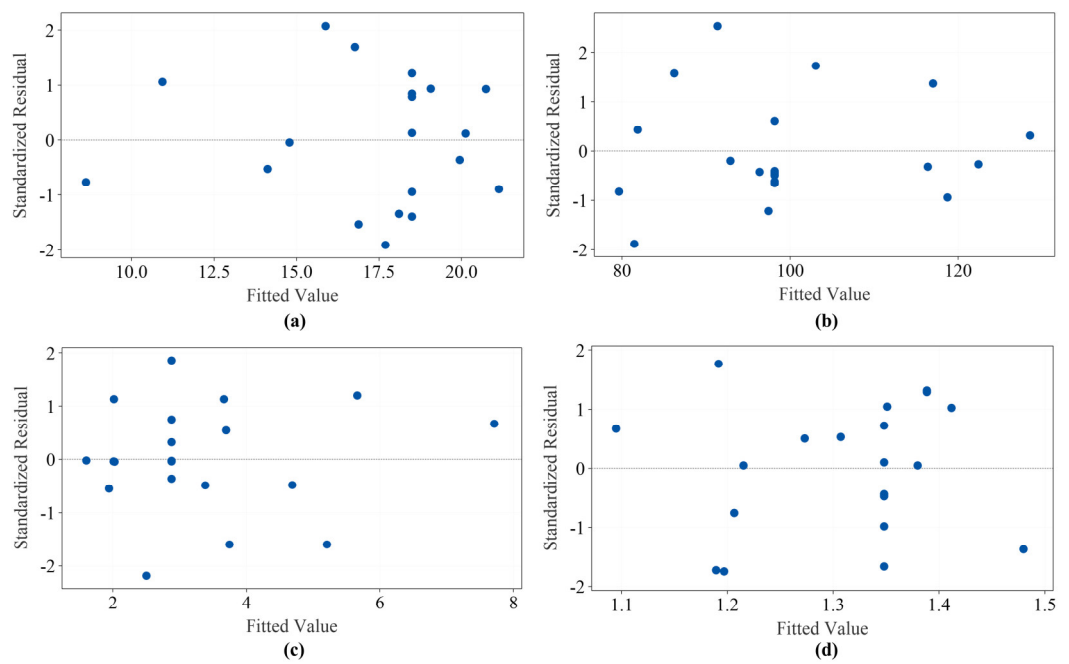 2
1
0
-1
-2
Standardized Residual
10.0 12.5 15.0 17.5 20.0
Fitted Value
(a)
2
1
0
-1
-2
Standardized Residual
80 100 120
Fitted Value
(b)
2
1
0
-1
-2
Standardized Residual
2 4 6 8
Fitted Value
(c)
2
1
0
-1
-2
Standardized Residual
1.1 1.2 1.3 1.4 1.5
Fitted Value
(d)